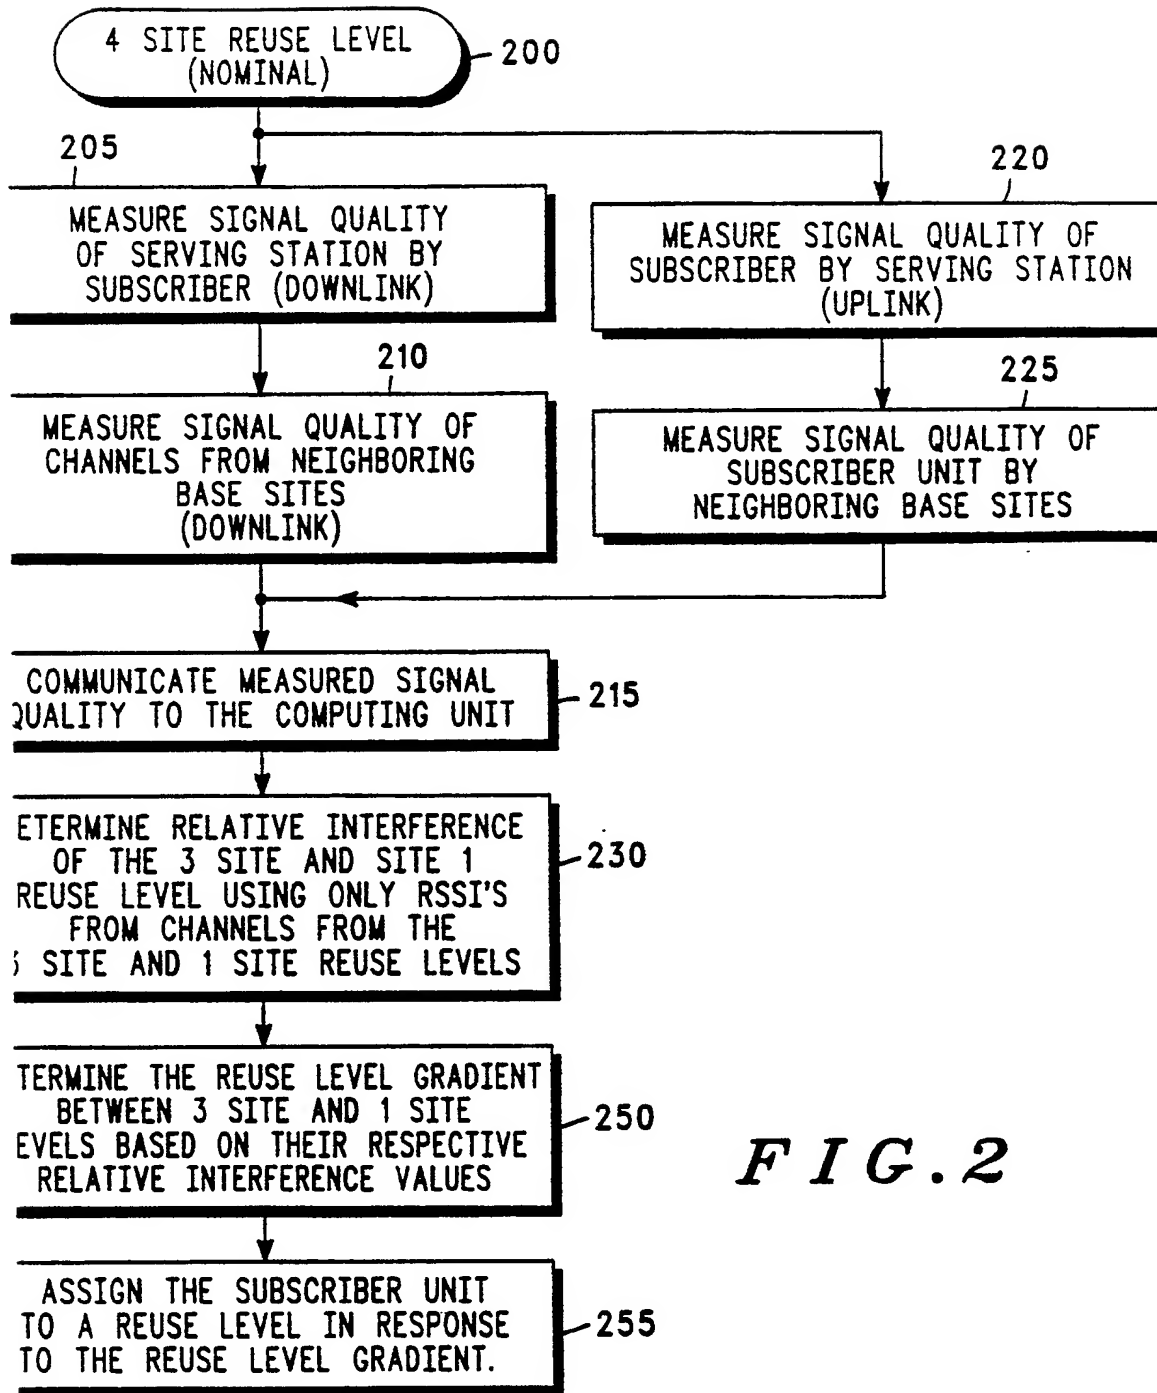 4 SITE REUSE LEVEL
(NOMINAL)
200
205
MEASURE SIGNAL QUALITY
OF SERVING STATION BY
SUBSCRIBER (DOWNLINK)
220
MEASURE SIGNAL QUALITY OF
SUBSCRIBER BY SERVING STATION
(UPLINK)
210
MEASURE SIGNAL QUALITY OF
CHANNELS FROM NEIGHBORING
BASE SITES
(DOWNLINK)
225
MEASURE SIGNAL QUALITY OF
SUBSCRIBER UNIT BY
NEIGHBORING BASE SITES
COMMUNICATE MEASURED SIGNAL
QUALITY TO THE COMPUTING UNIT
215
ETERMINE RELATIVE INTERFERENCE
OF THE 3 SITE AND SITE 1
REUSE LEVEL USING ONLY RSSI'S
FROM CHANNELS FROM THE
3 SITE AND 1 SITE REUSE LEVELS
230
TERMINE THE REUSE LEVEL GRADIENT
BETWEEN 3 SITE AND 1 SITE
EVELS BASED ON THEIR RESPECTIVE
RELATIVE INTERFERENCE VALUES
250
FIG.2
ASSIGN THE SUBSCRIBER UNIT
TO A REUSE LEVEL IN RESPONSE
TO THE REUSE LEVEL GRADIENT.
255